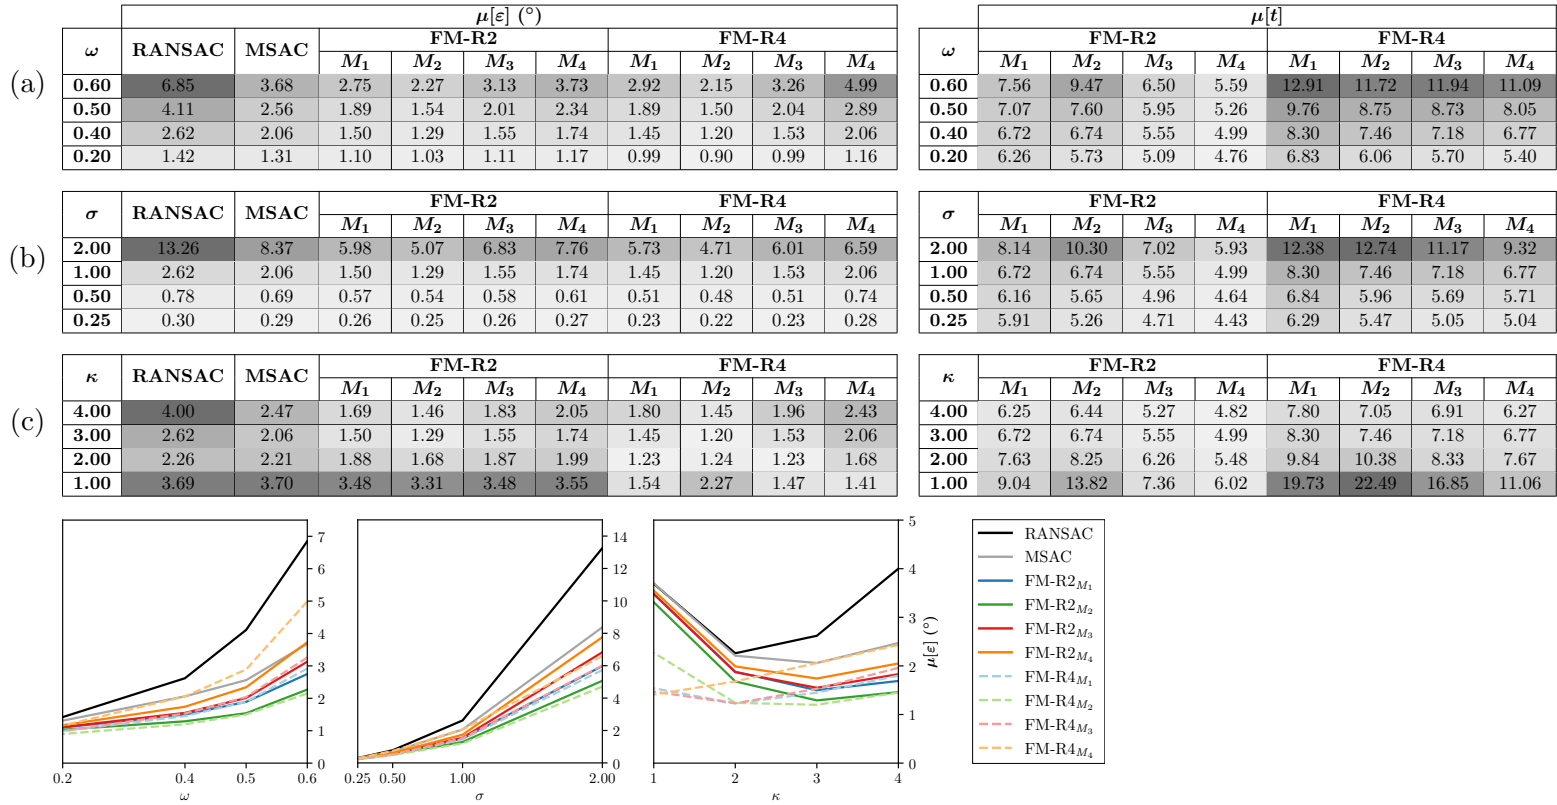 μ[ε] (°) μ[t]
ω RANSAC MSAC FM-R2 FM-R4 ω FM-R2 FM-R4
M1 M2 M3 M4 M1 M2 M3 M4 M1 M2 M3 M4 M1 M2 M3 M4
(a)
0.60 6.85 3.68 2.75 2.27 3.13 3.73 2.92 2.15 3.26 4.99 7.56 9.47 6.50 5.59 12.91 11.72 11.94 11.09
0.50 4.11 2.56 1.89 1.54 2.01 2.34 1.89 1.50 2.04 2.89 7.07 7.60 5.95 5.26 9.76 8.75 8.73 8.05
0.40 2.62 2.06 1.50 1.29 1.55 1.74 1.45 1.20 1.53 2.06 6.72 6.74 5.55 4.99 8.30 7.46 7.18 6.77
0.20 1.42 1.31 1.10 1.03 1.11 1.17 0.99 0.90 0.99 1.16 6.26 5.73 5.09 4.76 6.83 6.06 5.70 5.40
σ RANSAC MSAC FM-R2 FM-R4 σ FM-R2 FM-R4
M1 M2 M3 M4 M1 M2 M3 M4 M1 M2 M3 M4 M1 M2 M3 M4
(b)
2.00 13.26 8.37 5.98 5.07 6.83 7.76 5.73 4.71 6.01 6.59 8.14 10.30 7.02 5.93 12.38 12.74 11.17 9.32
1.00 2.62 2.06 1.50 1.29 1.55 1.74 1.45 1.20 1.53 2.06 6.72 6.74 5.55 4.99 8.30 7.46 7.18 6.77
0.50 0.78 0.69 0.57 0.54 0.58 0.61 0.51 0.48 0.51 0.74 6.16 5.65 4.96 4.64 6.84 5.96 5.69 5.71
0.25 0.30 0.29 0.26 0.25 0.26 0.27 0.23 0.22 0.23 0.28 5.91 5.26 4.71 4.43 6.29 5.47 5.05 5.04
κ RANSAC MSAC FM-R2 FM-R4 κ FM-R2 FM-R4
M1 M2 M3 M4 M1 M2 M3 M4 M1 M2 M3 M4 M1 M2 M3 M4
(c)
4.00 4.00 2.47 1.69 1.46 1.83 2.05 1.80 1.45 1.96 2.43 6.25 6.44 5.27 4.82 7.80 7.05 6.91 6.27
3.00 2.62 2.06 1.50 1.29 1.55 1.74 1.45 1.20 1.53 2.06 6.72 6.74 5.55 4.99 8.30 7.46 7.18 6.77
2.00 2.26 2.21 1.88 1.68 1.87 1.99 1.23 1.24 1.23 1.68 7.63 8.25 6.26 5.48 9.84 10.38 8.33 7.67
1.00 3.69 3.70 3.48 3.31 3.48 3.55 1.54 2.27 1.47 1.41 9.04 13.82 7.36 6.02 19.73 22.49 16.85 11.06
7
6
5
4
3
2
1
0
0.2 0.4 0.5 0.6
ω
14
12
10
8
6
4
2
0
0.25 0.50 1.00 2.00
σ
5
4
3
2
1
0
μ[ε] (°)
1 2 3 4
κ
RANSAC
MSAC
FM-R2M1
FM-R2M2
FM-R2M3
FM-R2M4
FM-R4M1
FM-R4M2
FM-R4M3
FM-R4M4